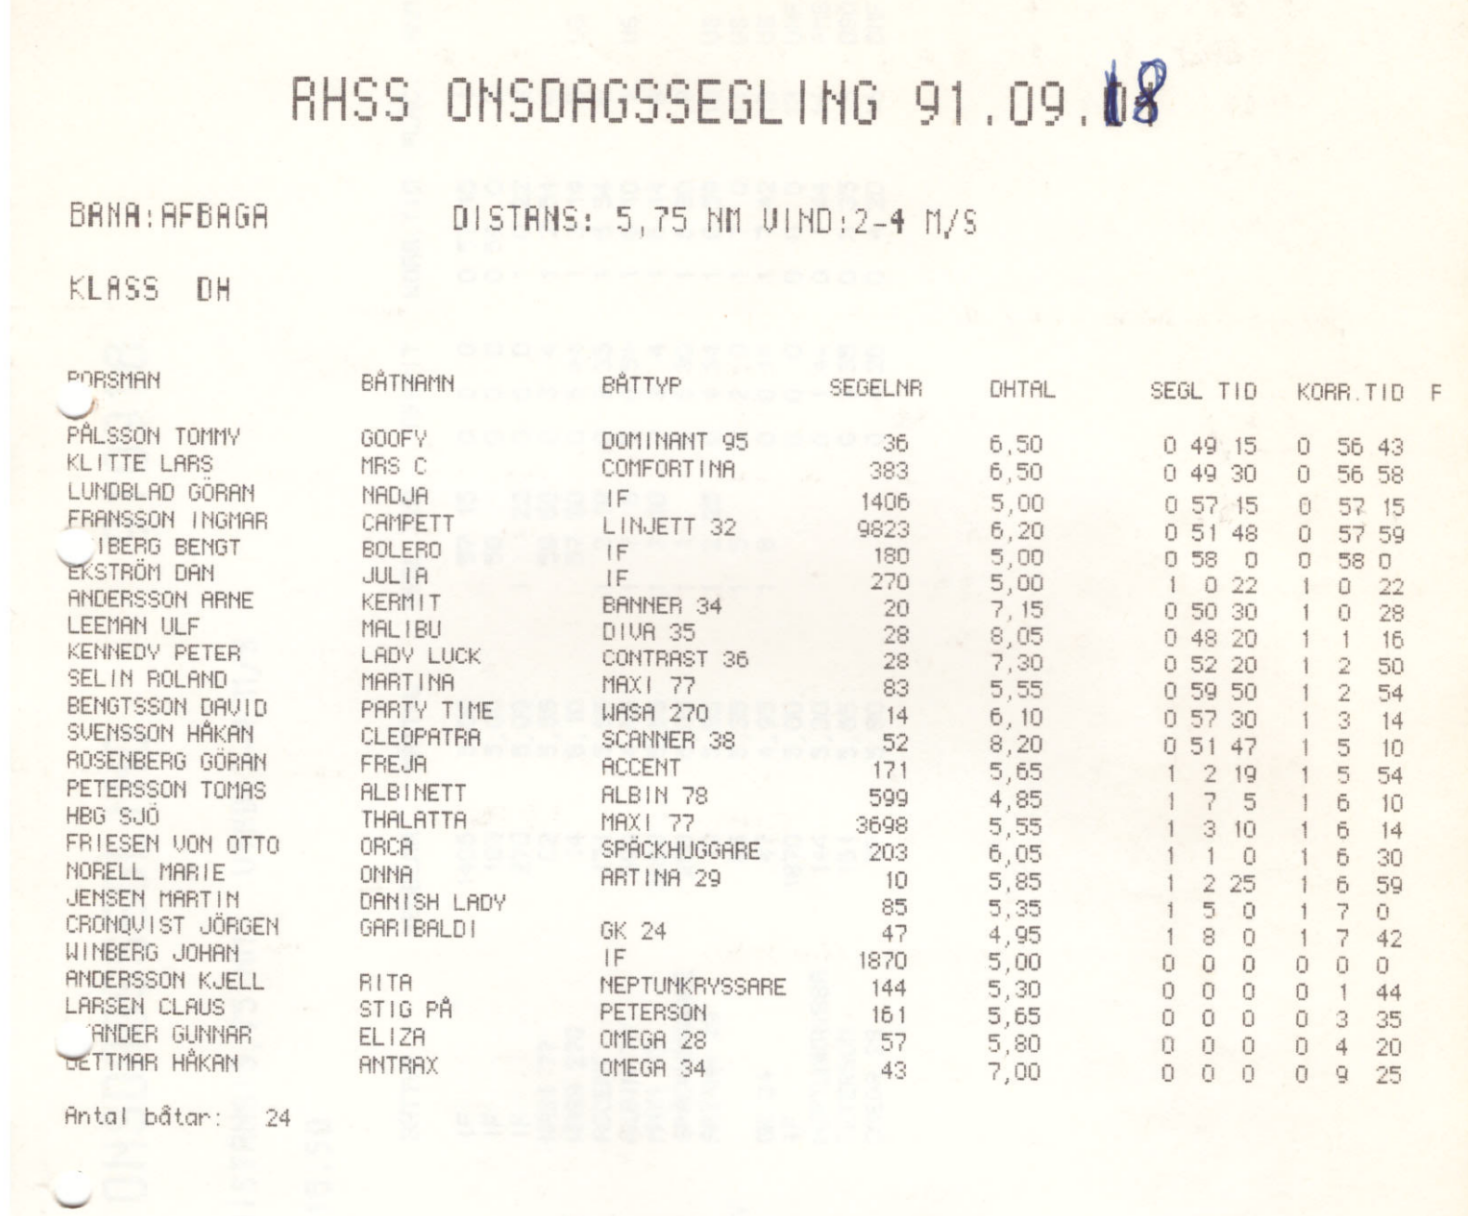 RHSS ONSDAGSSEGLING 91.09.18
BANA:AFBAGA DISTANS: 5,75 NM VIND:2-4 M/S
KLASS DH
RORSMAN BÅTNAMN BÅTTYP SEGELNR DHTAL SEGL TID KORR.TID F
PÅLSSON TOMMY GOOFY DOMINANT 95 36 6,50 0 49 15 0 56 43
KLITTE LARS MRS C COMFORTINA 383 6,50 0 49 30 0 56 58
LUNDBLAD GÖRAN NADJA IF 1406 5,00 0 57 15 0 57 15
FRANSSON INGMAR CAMPETT LINJETT 32 9823 6,20 0 51 48 0 57 59
IBERG BENGT BOLERO IF 180 5,00 0 58 0 0 58 0
EKSTRÖM DAN JULIA IF 270 5,00 1 0 22 1 0 22
ANDERSSON ARNE KERMIT BANNER 34 20 7,15 0 50 30 1 0 28
LEEMAN ULF MALIBU DIVA 35 28 8,05 0 48 20 1 1 16
KENNEDY PETER LADY LUCK CONTRAST 36 28 7,30 0 52 20 1 2 50
SELIN ROLAND MARTINA MAXI 77 83 5,55 0 59 50 1 2 54
BENGTSSON DAVID PARTY TIME WASA 270 14 6,10 0 57 30 1 3 14
SVENSSON HÅKAN CLEOPATRA SCANNER 38 52 8,20 0 51 47 1 5 10
ROSENBERG GÖRAN FREJA ACCENT 171 5,65 1 2 19 1 5 54
PETERSSON TOMAS ALBINETT ALBIN 78 599 4,85 1 7 5 1 6 10
HBG SJÖ THALATTA MAXI 77 3698 5,55 1 3 10 1 6 14
FRIESEN VON OTTO ORCA SPÄCKHUGGARE 203 6,05 1 1 0 1 6 30
NORELL MARIE ONNA ARTINA 29 10 5,85 1 2 25 1 6 59
JENSEN MARTIN DANISH LADY 85 5,35 1 5 0 1 7 0
CRONQVIST JÖRGEN GARIBALDI GK 24 47 4,95 1 8 0 1 7 42
WINBERG JOHAN IF 1870 5,00 0 0 0 0 0 0
ANDERSSON KJELL RITA NEPTUNKRYSSARE 144 5,30 0 0 0 0 1 44
LARSEN CLAUS STIG PÅ PETERSON 161 5,65 0 0 0 0 3 35
ANDER GUNNAR ELIZA OMEGA 28 57 5,80 0 0 0 0 4 20
DETTMAR HÅKAN ANTRAX OMEGA 34 43 7,00 0 0 0 0 9 25
Antal båtar: 24